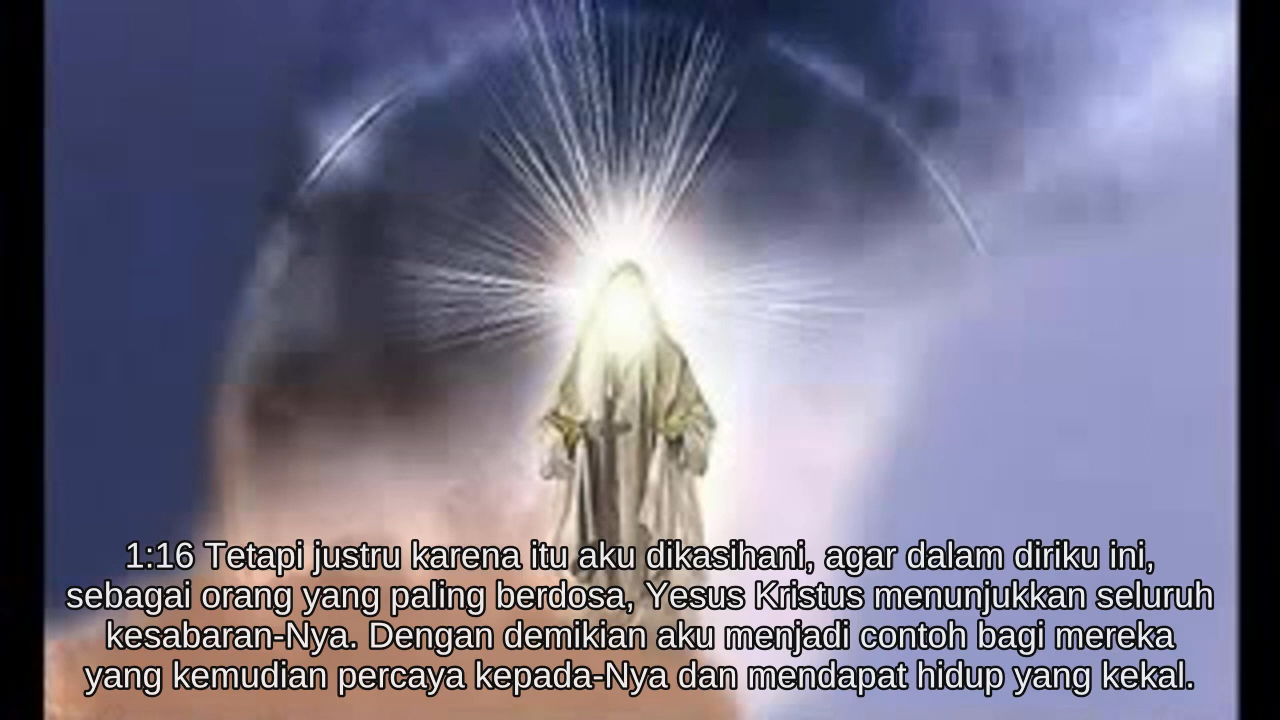 1:16 Tetapi justru karena itu aku dikasihani, agar dalam diriku ini,
sebagai orang yang paling berdosa, Yesus Kristus menunjukkan seluruh
kesabaran-Nya. Dengan demikian aku menjadi contoh bagi mereka
yang kemudian percaya kepada-Nya dan mendapat hidup yang kekal.